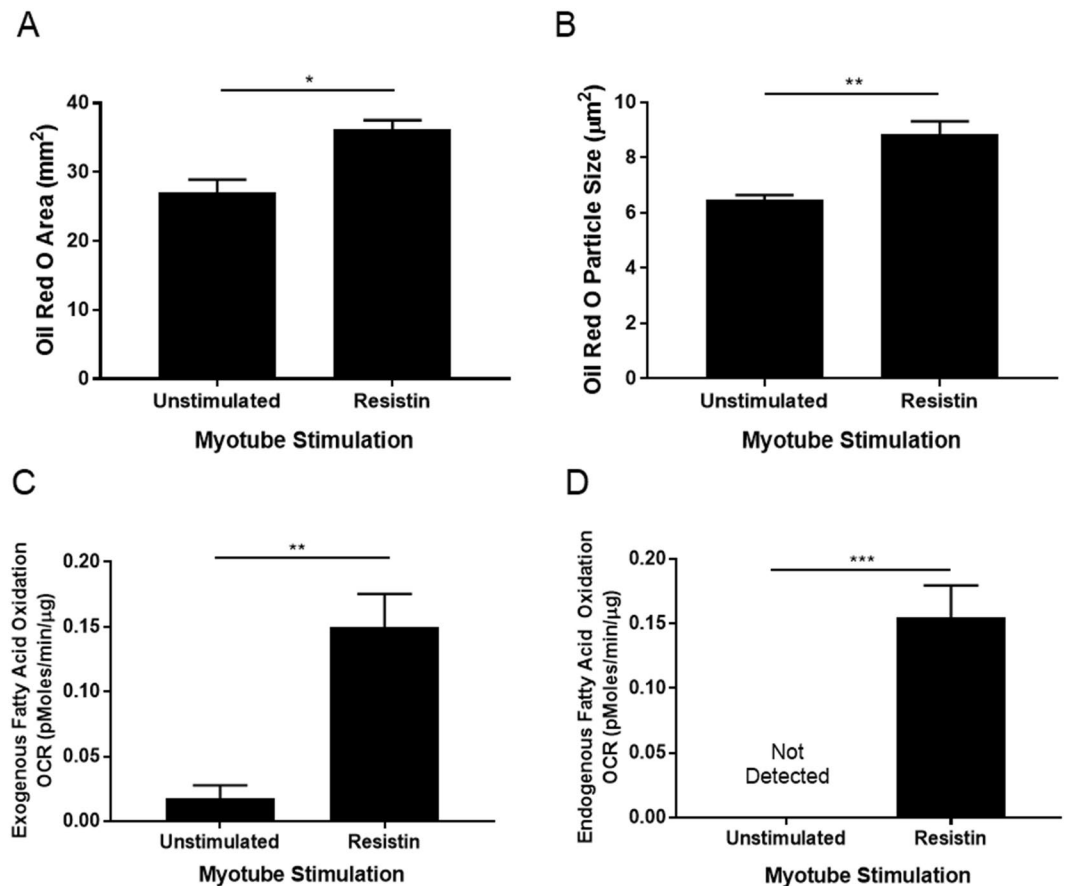 A
*
Oil Red O Area (mm²)
40
30
20
10
0
Unstimulated
Resistin
Myotube Stimulation
B
**
Oil Red O Particle Size (µm²)
10
8
6
4
2
0
Unstimulated
Resistin
Myotube Stimulation
C
**
Exogenous Fatty Acid Oxidation
OCR (pMoles/min/µg)
0.20
0.15
0.10
0.05
0.00
Unstimulated
Resistin
Myotube Stimulation
D
***
Endogenous Fatty Acid Oxidation
OCR (pMoles/min/µg)
0.20
0.15
0.10
0.05
0.00
Not
Detected
Unstimulated
Resistin
Myotube Stimulation